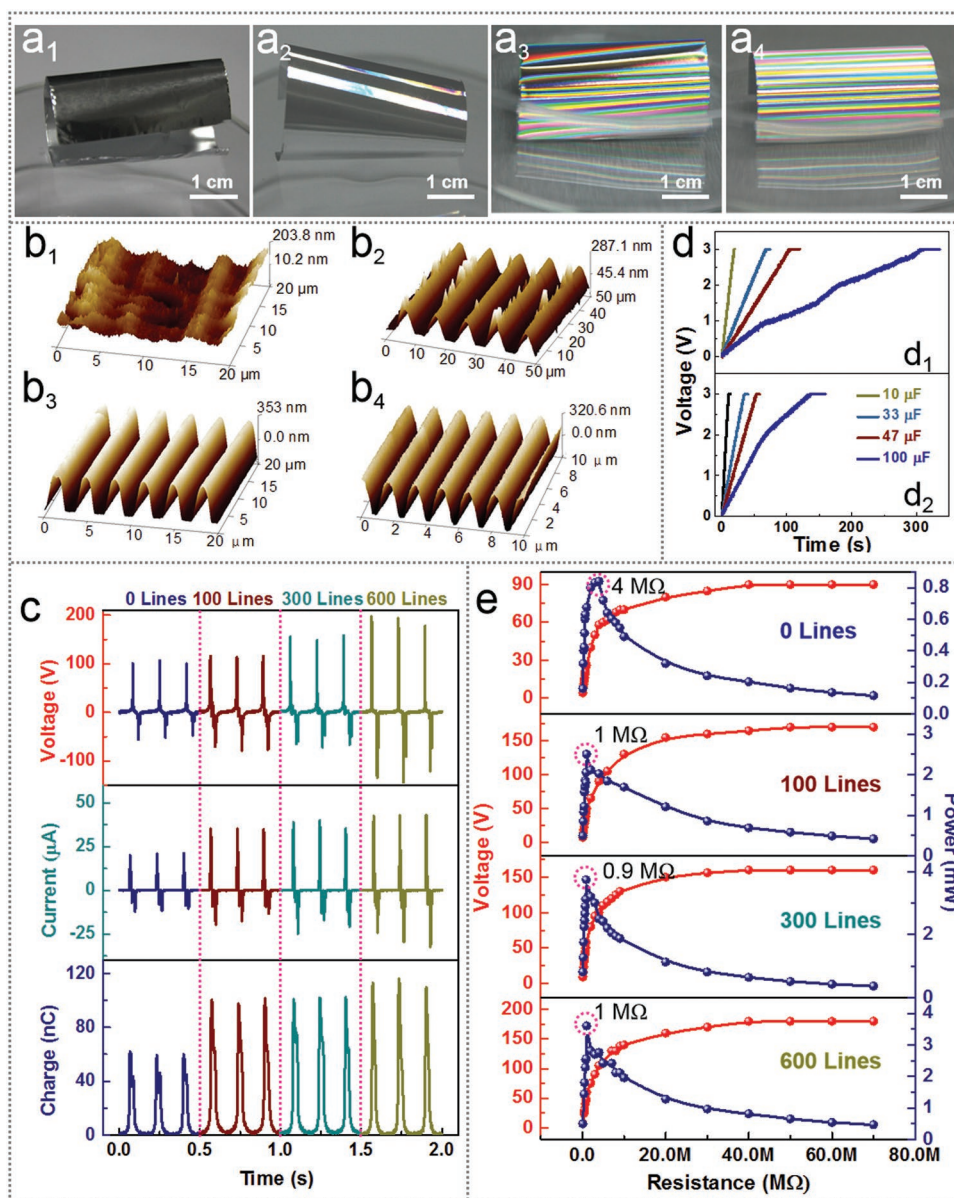 a1
1 cm
a2
1 cm
a3
1 cm
a4
1 cm
b1
203.8 nm
10.2 nm
20 μm
15
10
5
0
5
10
15
20 μm
b2
287.1 nm
45.4 nm
50 μm
40
30
20
10
0
10
20
30
40
50 μm
b3
353 nm
0.0 nm
20 μm
15
10
5
0
5
10
15
20
μm
b4
320.6 nm
0.0 nm
10 μm
8
6
4
2
0
2
4
6
8
10
μm
d
3
2
1
0
d1
3
2
1
0
10 μF
33 μF
47 μF
100 μF
d2
Voltage (V)
0 100 200 300
Time (s)
c
0 Lines 100 Lines 300 Lines 600 Lines
Voltage (V)
200
100
0
-100
Current (μA)
50
25
0
-25
Charge (nC)
120
80
40
0
0.0 0.5 1.0 1.5 2.0
Time (s)
e
90
60
30
0
4 MΩ
0 Lines
0.8
0.6
0.4
0.2
0.0
150
100
50
0
1 MΩ
100 Lines
3
2
1
0
150
100
50
0
0.9 MΩ
300 Lines
4
2
0
200
150
100
50
0
1 MΩ
600 Lines
4
3
2
1
0
Voltage (V)
Power (mW)
0.0 20.0M 40.0M 60.0M 80.0M
Resistance (MΩ)